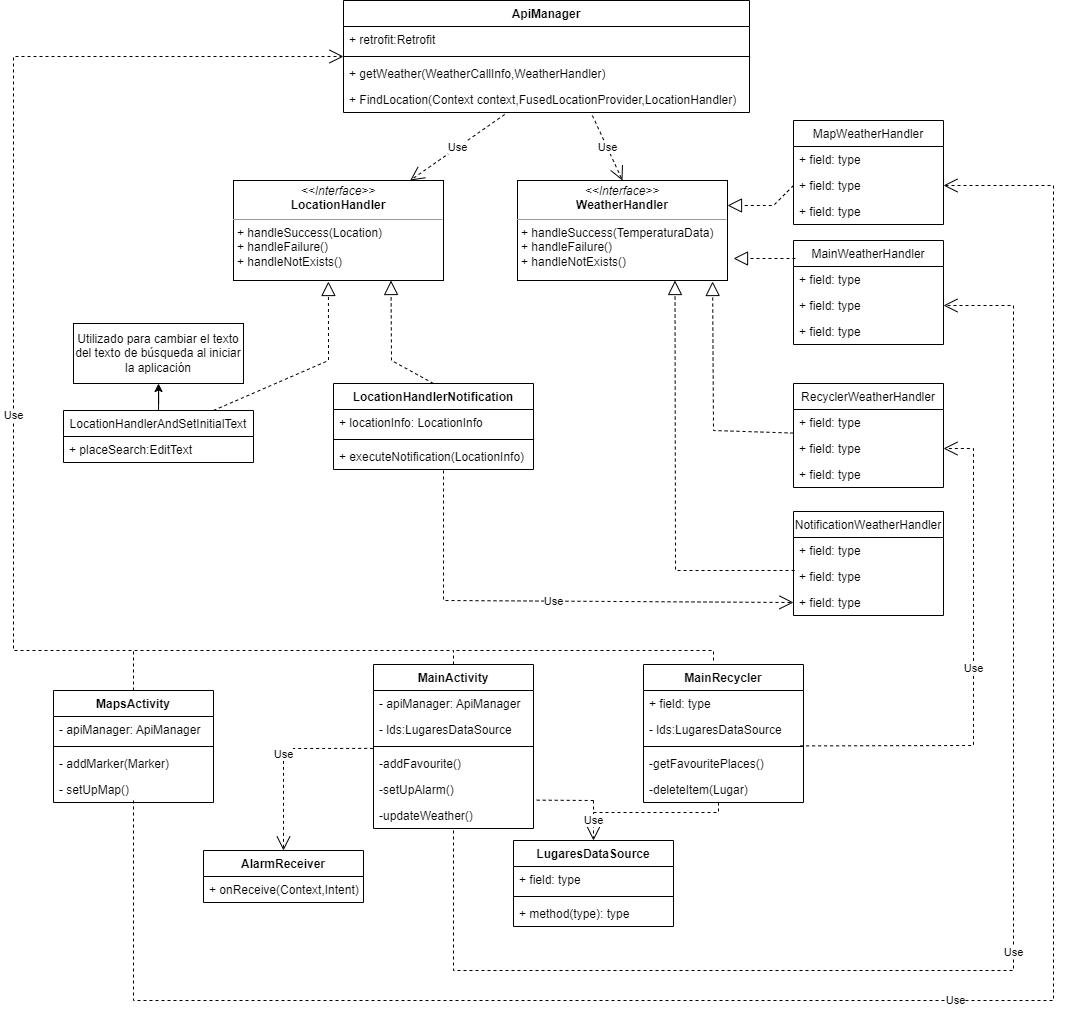 ApiManager
+ retrofit:Retrofit
+ getWeather(WeatherCallInfo,WeatherHandler)
+ FindLocation(Context context,FusedLocationProvider,LocationHandler)
Use
Use
<<Interface>>
LocationHandler
+ handleSuccess(Location)
+ handleFailure()
+ handleNotExists()
<<Interface>>
WeatherHandler
+ handleSuccess(TemperaturaData)
+ handleFailure()
+ handleNotExists()
MapWeatherHandler
+ field: type
+ field: type
+ field: type
MainWeatherHandler
+ field: type
+ field: type
+ field: type
Utilizado para cambiar el texto
del texto de búsqueda al iniciar
la aplicación
LocationHandlerAndSetInitialText
+ placeSearch:EditText
LocationHandlerNotification
+ locationInfo: LocationInfo
+ executeNotification(LocationInfo)
RecyclerWeatherHandler
+ field: type
+ field: type
+ field: type
Use
NotificationWeatherHandler
+ field: type
+ field: type
+ field: type
Use
Use
MapsActivity
- apiManager: ApiManager
- addMarker(Marker)
- setUpMap()
MainActivity
- apiManager: ApiManager
- lds:LugaresDataSource
-addFavourite()
-setUpAlarm()
-updateWeather()
MainRecycler
+ field: type
- lds:LugaresDataSource
-getFavouritePlaces()
-deleteItem(Lugar)
Use
Use
AlarmReceiver
+ onReceive(Context,Intent)
LugaresDataSource
+ field: type
+ method(type): type
Use
Use